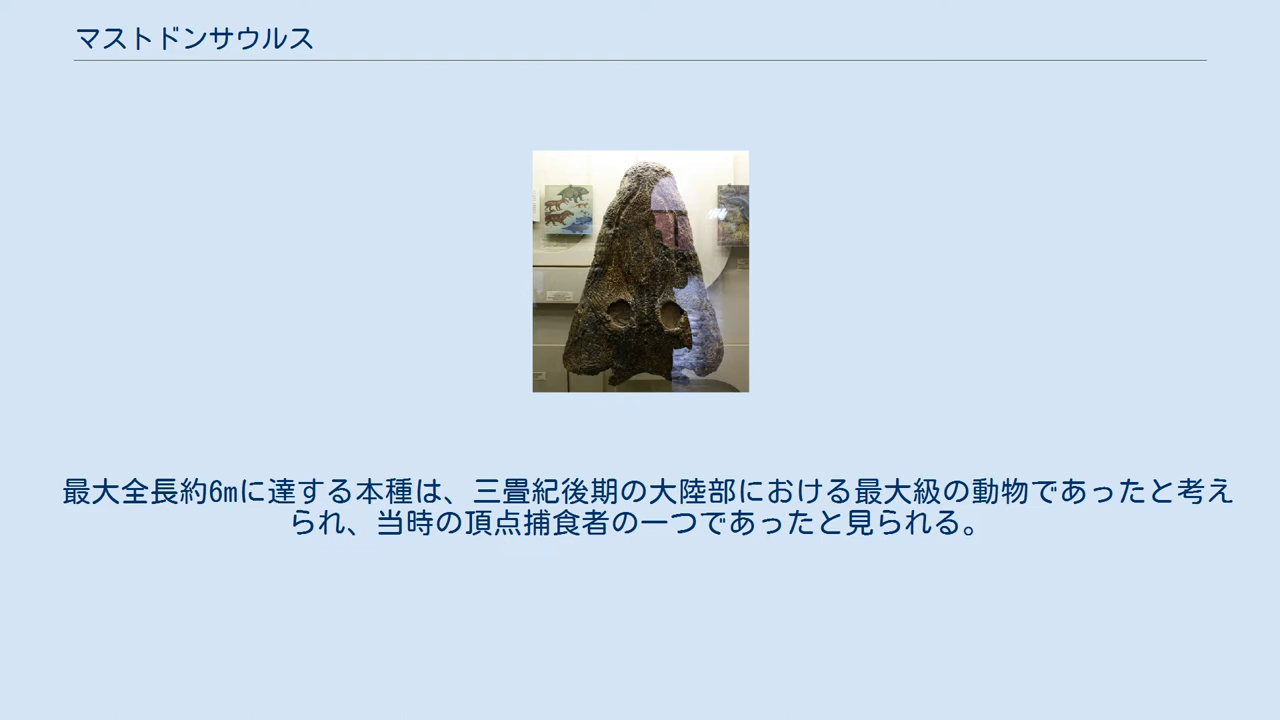 マストドンサウルス
最大全長約6mに達する本種は、三畳紀後期の大陸部における最大級の動物であったと考え
られ、当時の頂点捕食者の一つであったと見られる。